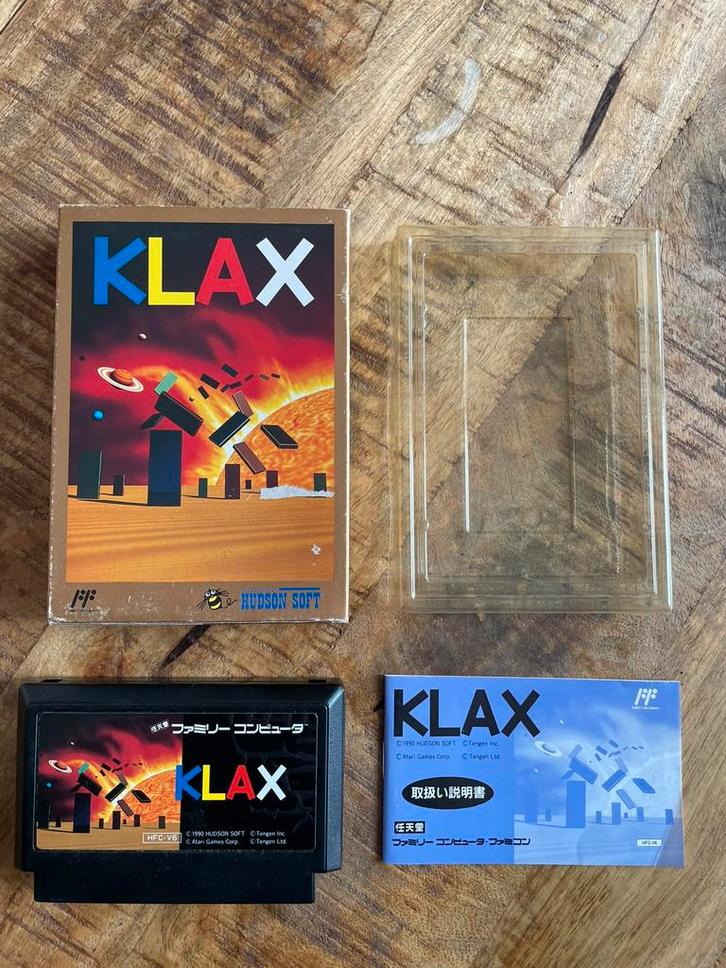 KLAX
HUDSON SOFT
任天堂 ファミリー コンピュータ
KLAX
HFC-V6
©1990 HUDSON SOFT ©Tengen Inc.
©Atari Games Corp. ©Tengen Ltd.
KLAX
©1990 HUDSON SOFT ©Tengen Inc.
©Atari Games Corp. ©Tengen Ltd.
取扱い説明書
任天堂
ファミリー コンピュータ・ファミコン
HFC-V6